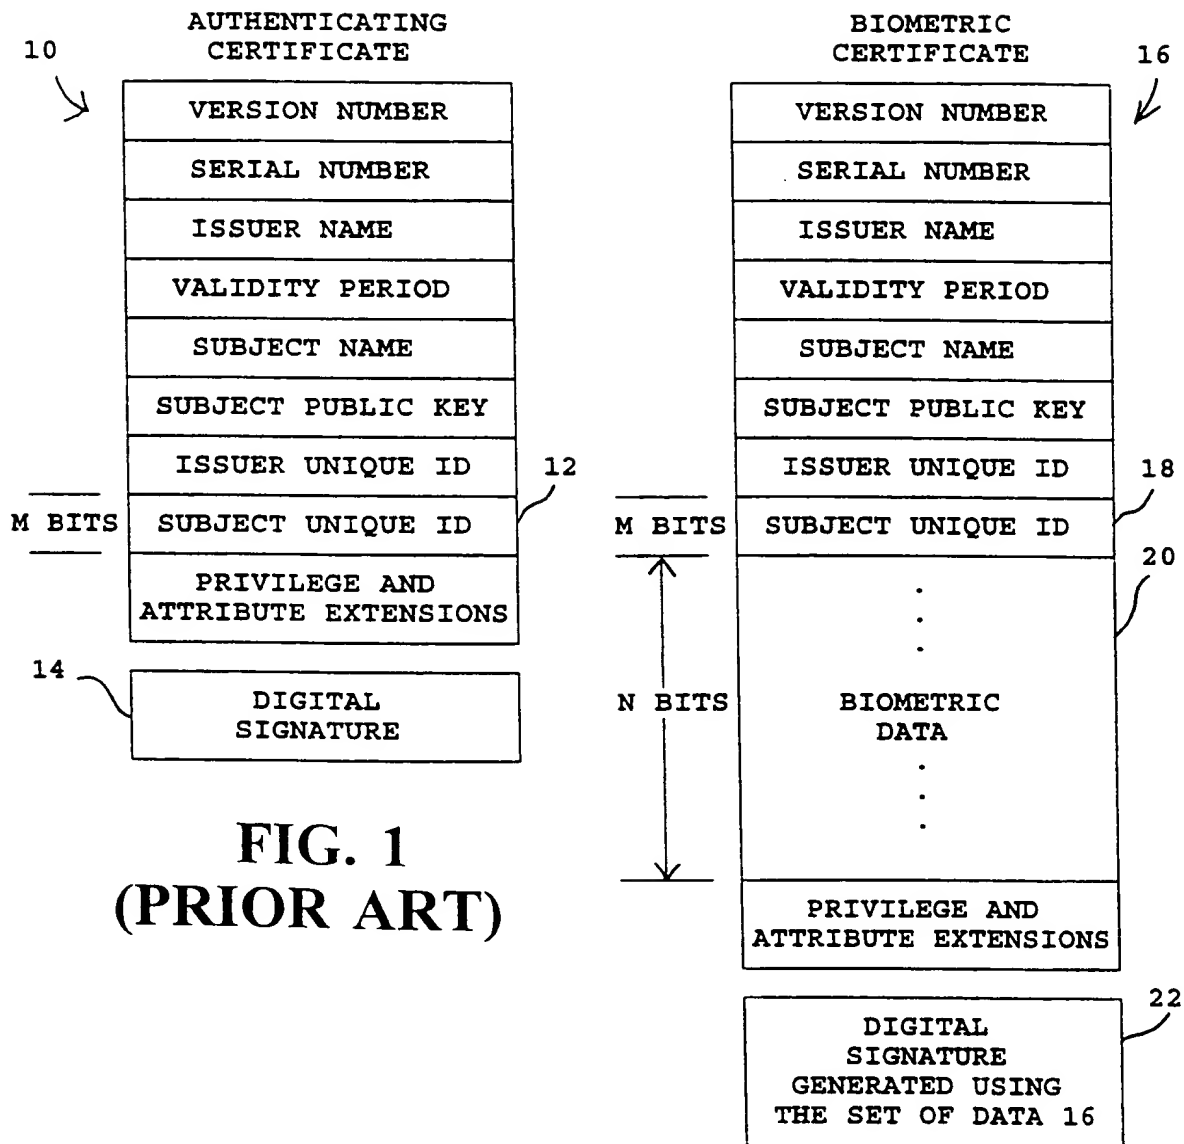 AUTHENTICATING
CERTIFICATE
10
VERSION NUMBER
SERIAL NUMBER
ISSUER NAME
VALIDITY PERIOD
SUBJECT NAME
SUBJECT PUBLIC KEY
ISSUER UNIQUE ID
12
M BITS
SUBJECT UNIQUE ID
PRIVILEGE AND
ATTRIBUTE EXTENSIONS
14
DIGITAL
SIGNATURE
FIG. 1
(PRIOR ART)
BIOMETRIC
CERTIFICATE
16
VERSION NUMBER
SERIAL NUMBER
ISSUER NAME
VALIDITY PERIOD
SUBJECT NAME
SUBJECT PUBLIC KEY
ISSUER UNIQUE ID
18
M BITS
SUBJECT UNIQUE ID
20
N BITS
BIOMETRIC
DATA
PRIVILEGE AND
ATTRIBUTE EXTENSIONS
22
DIGITAL
SIGNATURE
GENERATED USING
THE SET OF DATA 16